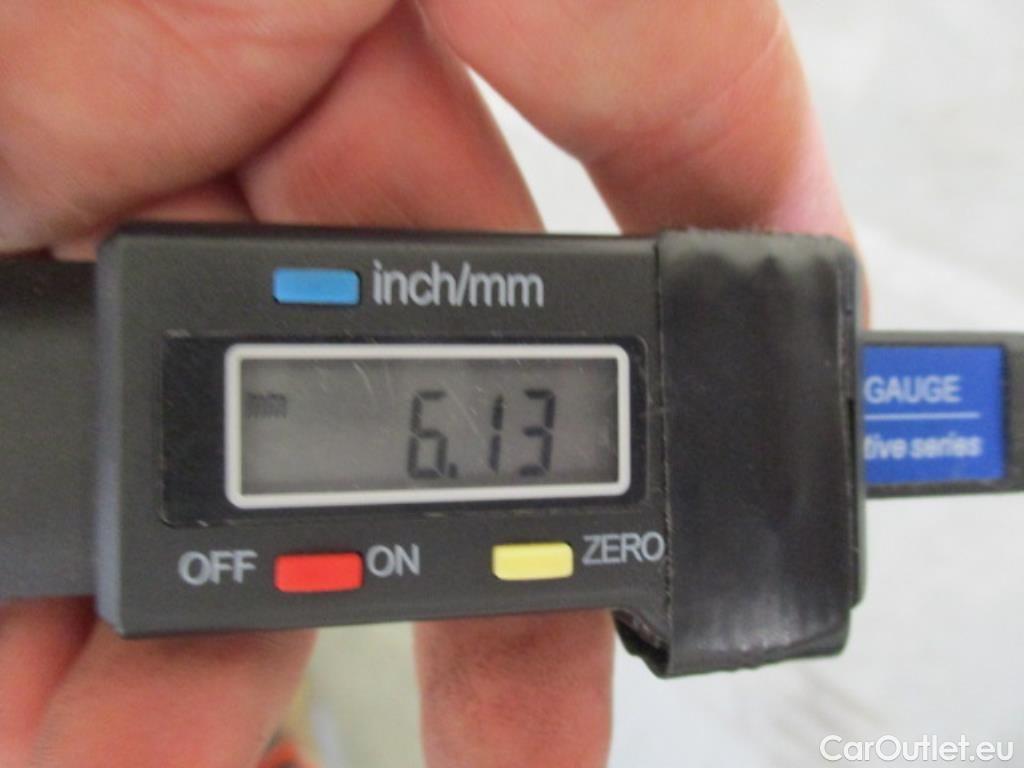 inch/mm
mm
6.13
OFF ON ZERO
GAUGE
tive series
CarOutlet.eu